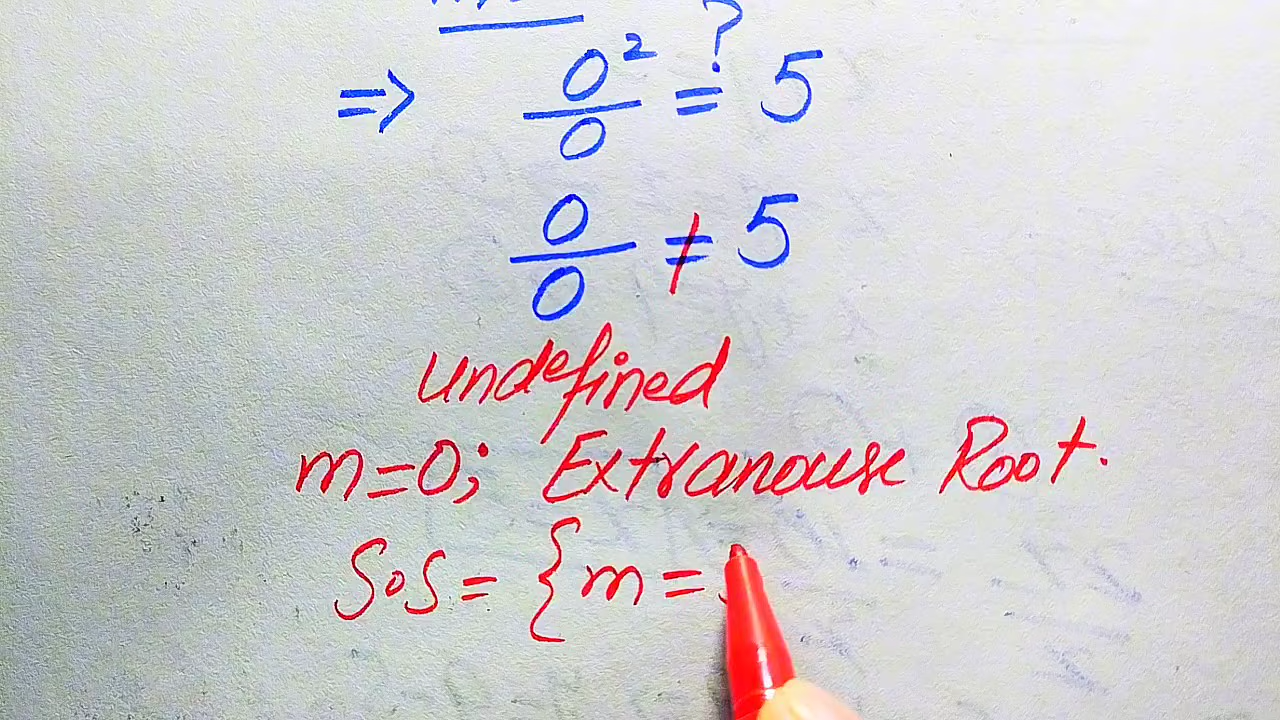 ⇒ 0²/0 =? 5
0/0 ≠ 5
undefined
m=0; Extranouse Root.
SoS = {m =